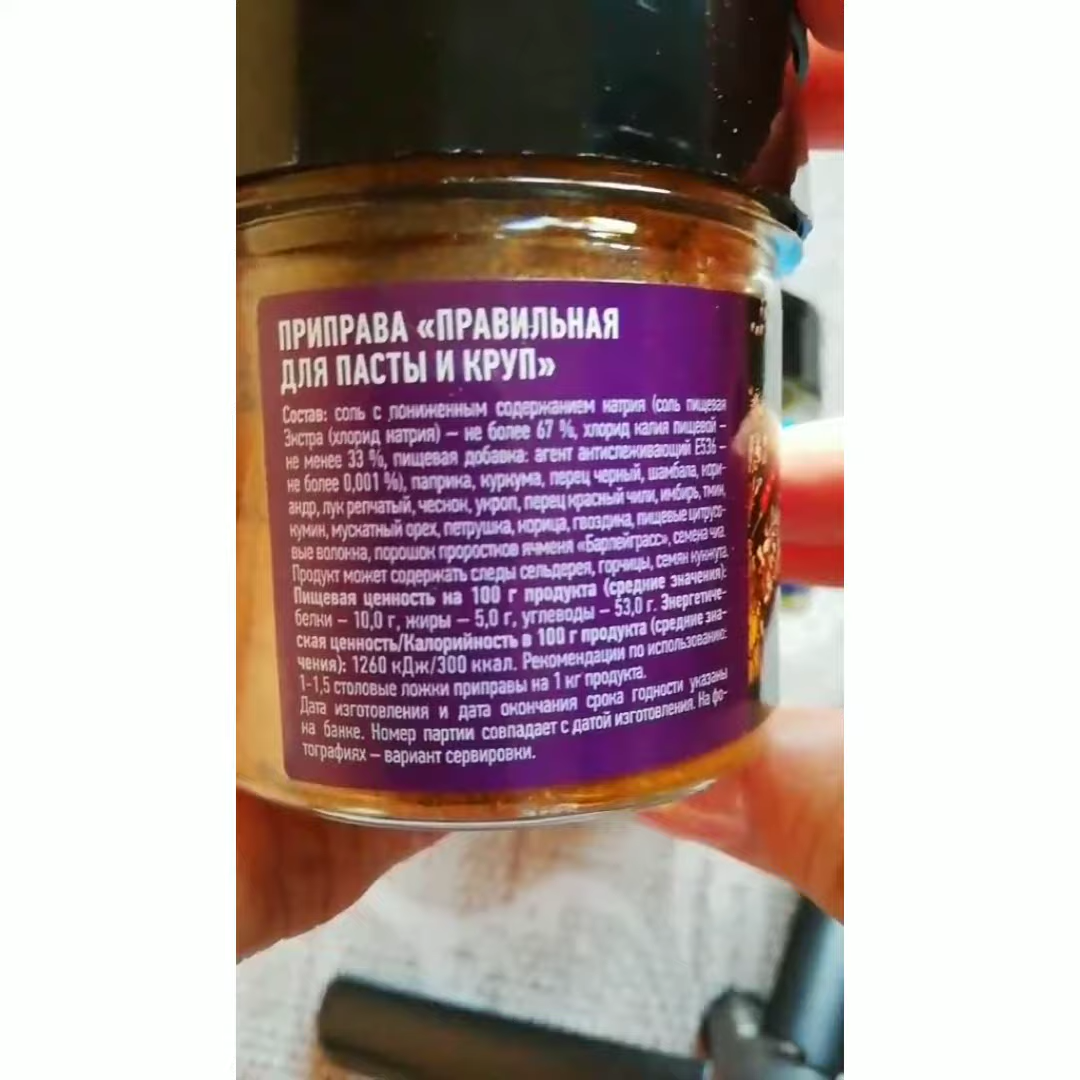 ПРИПРАВА «ПРАВИЛЬНАЯ
ДЛЯ ПАСТЫ И КРУП»
Состав: соль с пониженным содержанием натрия (соль пищевая
Экстра (хлорид натрия) – не более 67 %, хлорид калия пищевой –
не менее 33 %, пищевая добавка: агент антислеживающий Е536 –
не более 0,001 %), паприка, куркума, перец черный, шамбала, кори-
андр, лук репчатый, чеснок, укроп, перец красный чили, имбирь, тмин,
кумин, мускатный орех, петрушка, корица, гвоздика, пищевые цитрусо-
вые волокна, порошок проростков ячменя «Барлейграсс», семена чиа.
Продукт может содержать следы сельдерея, горчицы, семян кунжута.
Пищевая ценность на 100 г продукта (средние значения):
белки – 10,0 г, жиры – 5,0 г, углеводы – 53,0 г. Энергетиче-
ская ценность/Калорийность в 100 г продукта (средние зна-
чения): 1260 кДж/300 ккал. Рекомендации по использованию:
1-1,5 столовые ложки приправы на 1 кг продукта.
Дата изготовления и дата окончания срока годности указаны
на банке. Номер партии совпадает с датой изготовления. На фо-
тографиях – вариант сервировки.